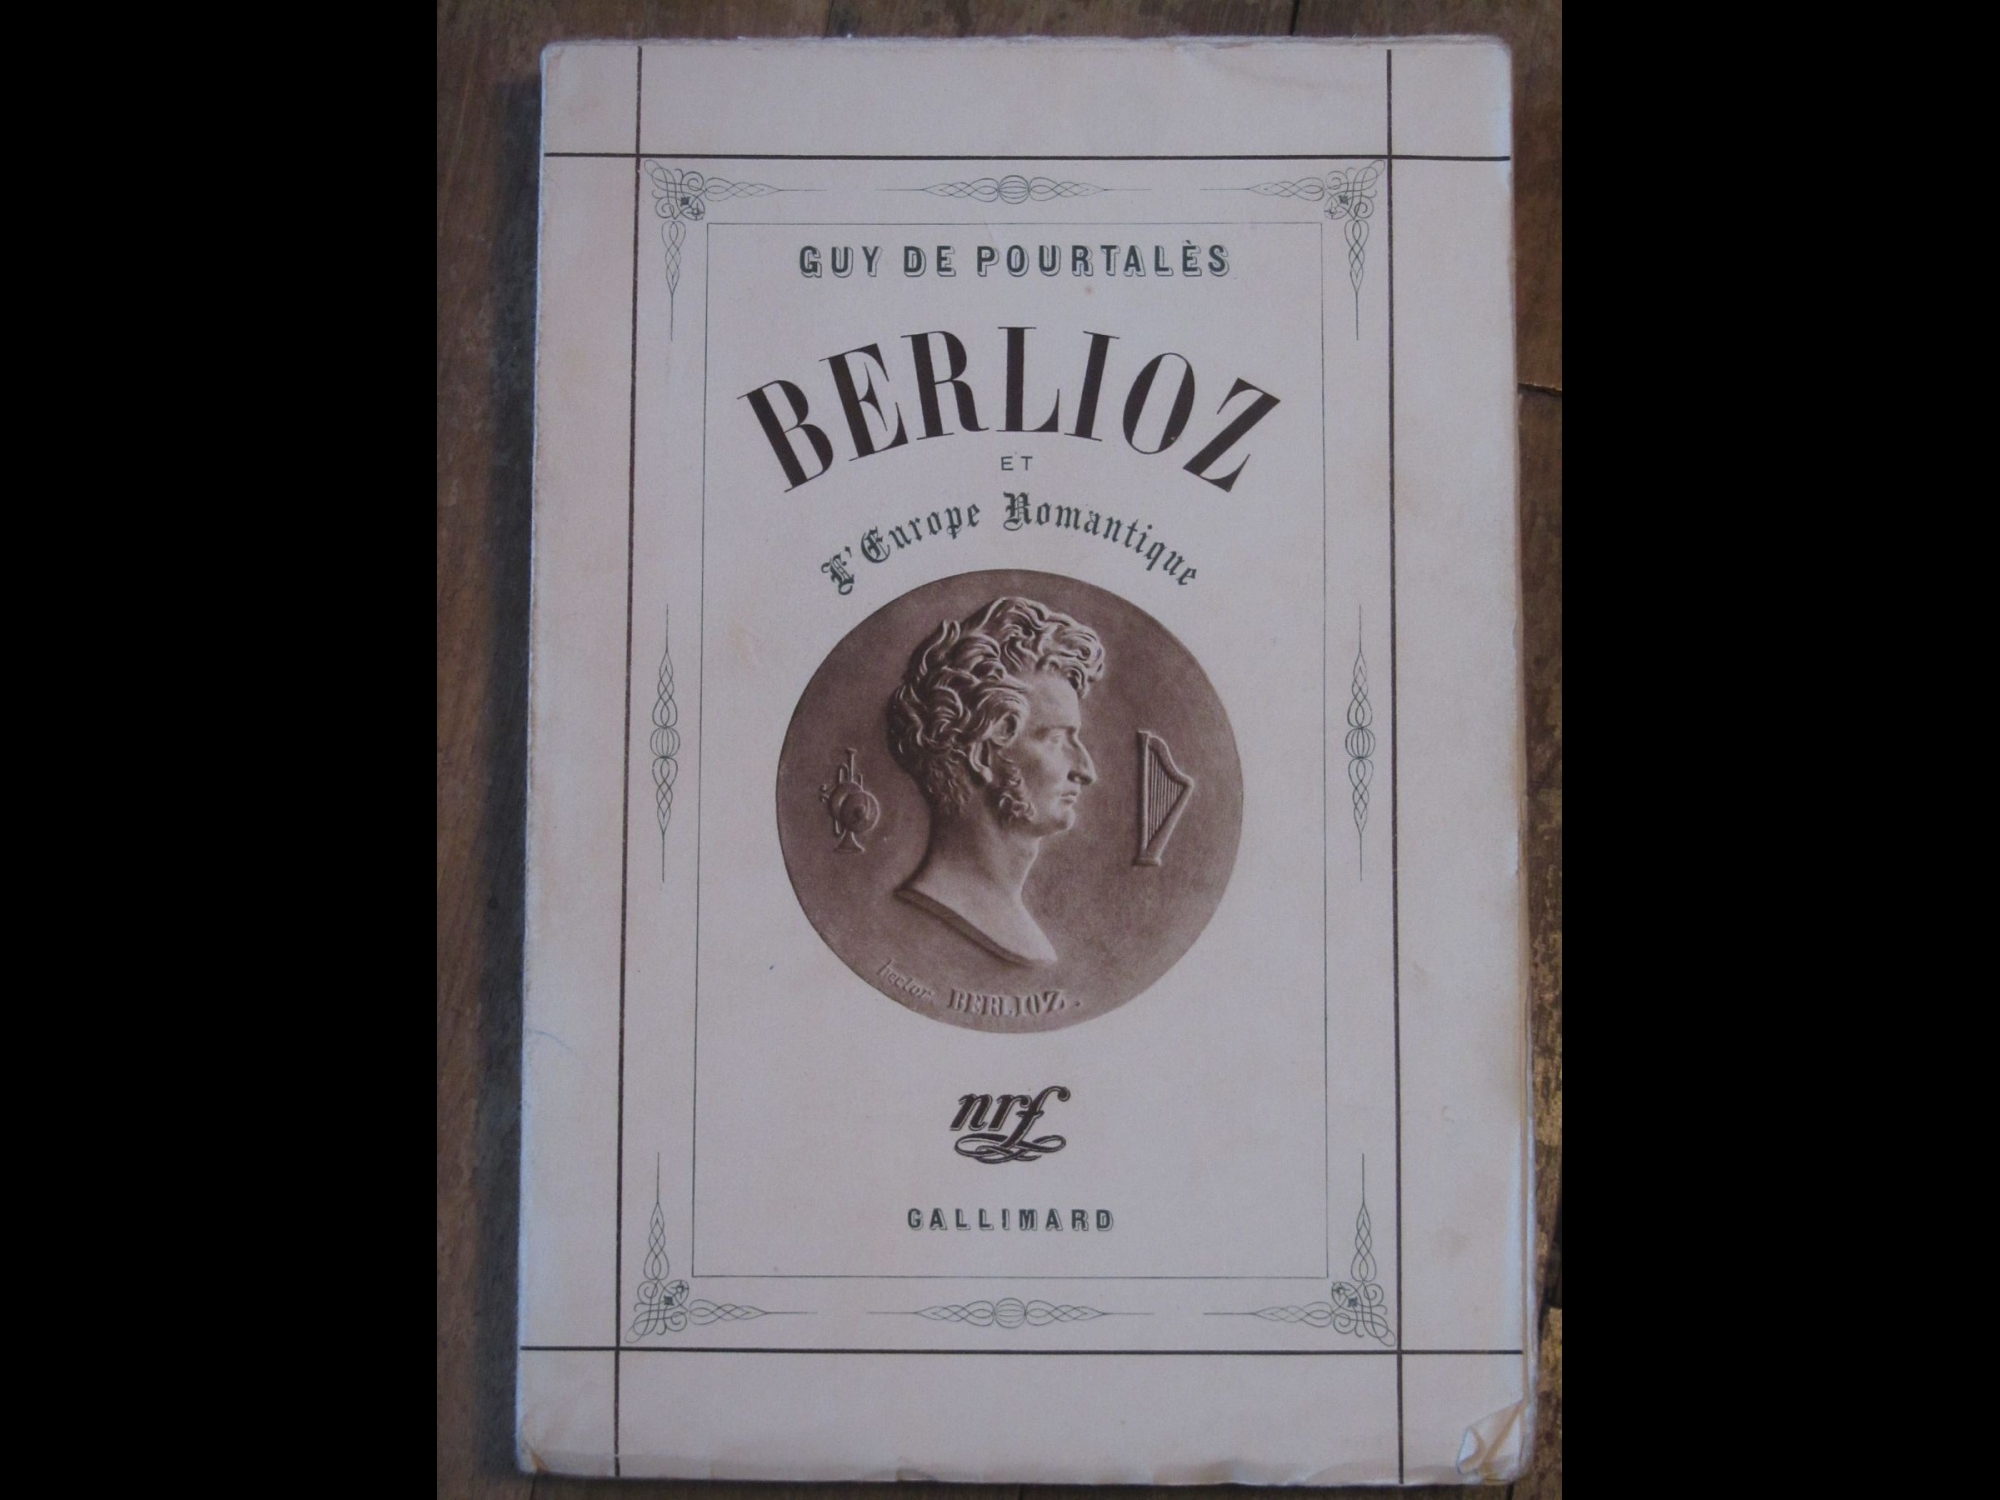 GUY DE POURTALÈS
BERLIOZ
ET
L'Europe Romantique
hector BERLIOZ.
nrf
GALLIMARD